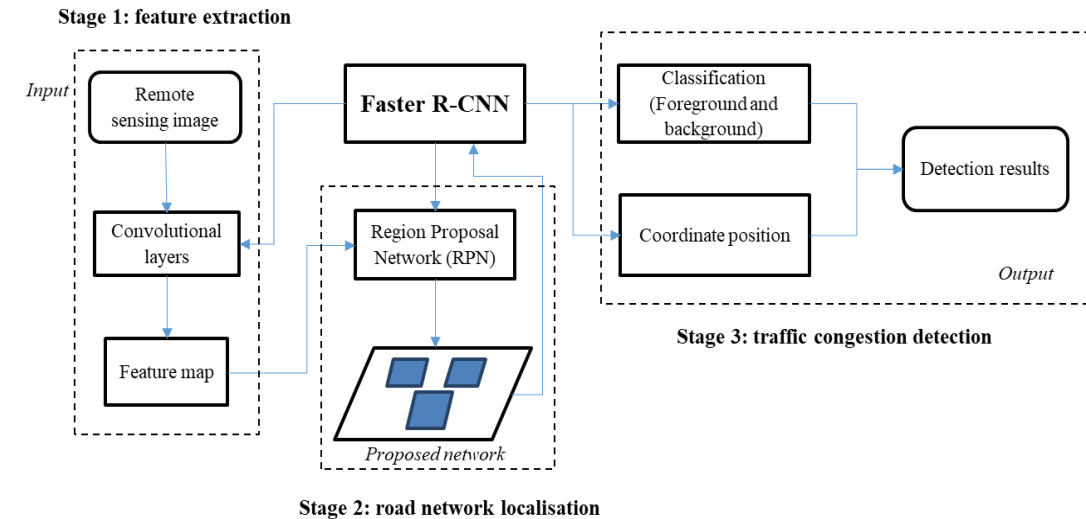 Stage 1: feature extraction
Input
Remote
sensing image
Convolutional
layers
Feature map
Faster R-CNN
Region Proposal
Network (RPN)
Proposed network
Stage 2: road network localisation
Classification
(Foreground and
background)
Coordinate position
Detection results
Output
Stage 3: traffic congestion detection